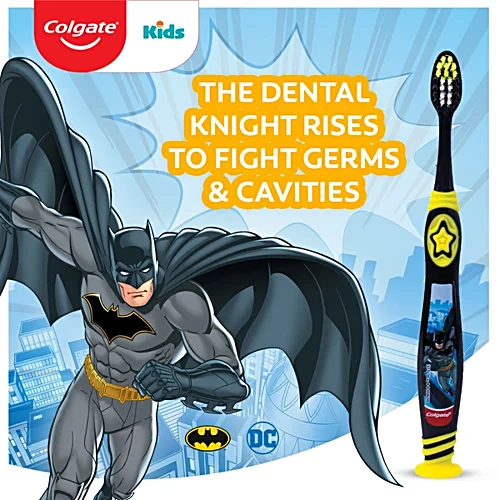 Colgate®
Kids
THE DENTAL
KNIGHT RISES
TO FIGHT GERMS
& CAVITIES
DC
Colgate